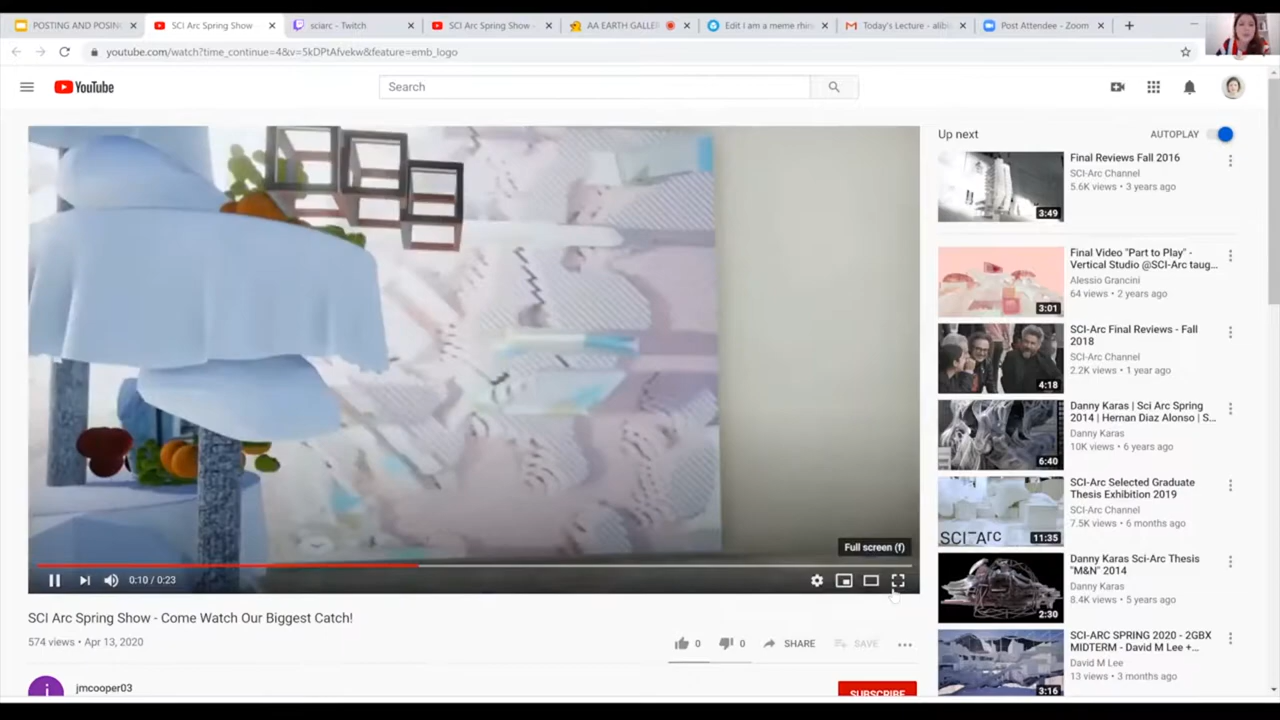 POSTING AND POSING
SCI Arc Spring Show
sciarc - Twitch
SCI Arc Spring Show -
AA EARTH GALLE
Edit I am a meme rhin
Today's Lecture - alib
Post Attendee - Zoom
youtube.com/watch?time_continue=4&v=5kDPtAfvekw&feature=emb_logo
YouTube
Search
Up next
AUTOPLAY
Final Reviews Fall 2016
SCI-Arc Channel
5.6K views • 3 years ago
3:49
Final Video "Part to Play" -
Vertical Studio @SCI-Arc taug...
Alessio Grancini
64 views • 2 years ago
3:01
SCI-Arc Final Reviews - Fall
2018
SCI-Arc Channel
2.2K views • 1 year ago
4:18
Danny Karas | Sci Arc Spring
2014 | Hernan Diaz Alonso | S...
Danny Karas
10K views • 6 years ago
6:40
SCI-Arc Selected Graduate
Thesis Exhibition 2019
SCI-Arc Channel
7.5K views • 6 months ago
SCI-Arc
11:35
Danny Karas Sci-Arc Thesis
"M&N" 2014
Danny Karas
8.4K views • 5 years ago
2:30
SCI-ARC SPRING 2020 - 2GBX
MIDTERM - David M Lee +...
David M Lee
13 views • 3 months ago
3:16
Full screen (f)
0:10 / 0:23
SCI Arc Spring Show - Come Watch Our Biggest Catch!
574 views • Apr 13, 2020
0
0
SHARE
SAVE
j
jmcooper03
SUBSCRIBE